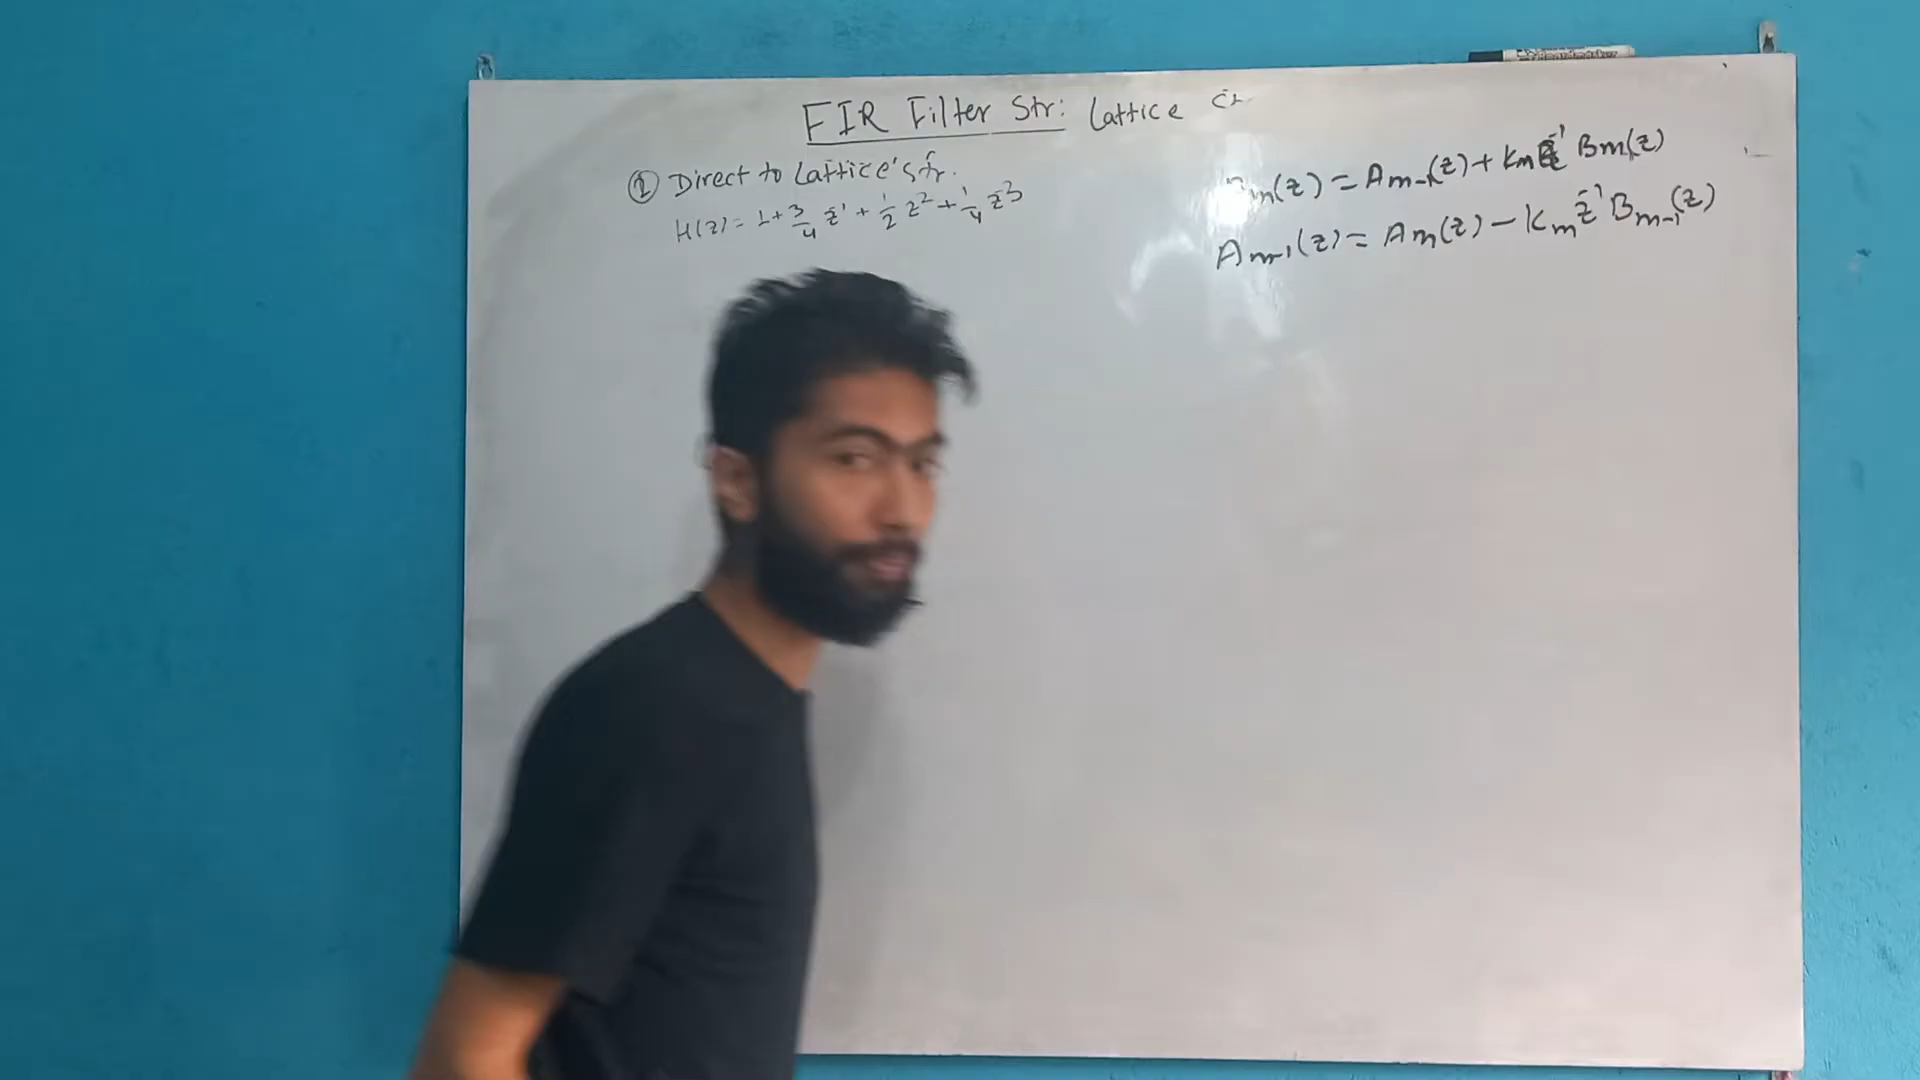 FIR Filter Str: Lattice
① Direct to Lattice's str.
H(z) = 1 + 3/4 z⁻¹ + 1/2 z⁻² + 1/4 z⁻³
m(z) = Am-1(z) + km z⁻¹ Bm(z)
Am-1(z) = Am(z) - km z⁻¹ Bm-1(z)